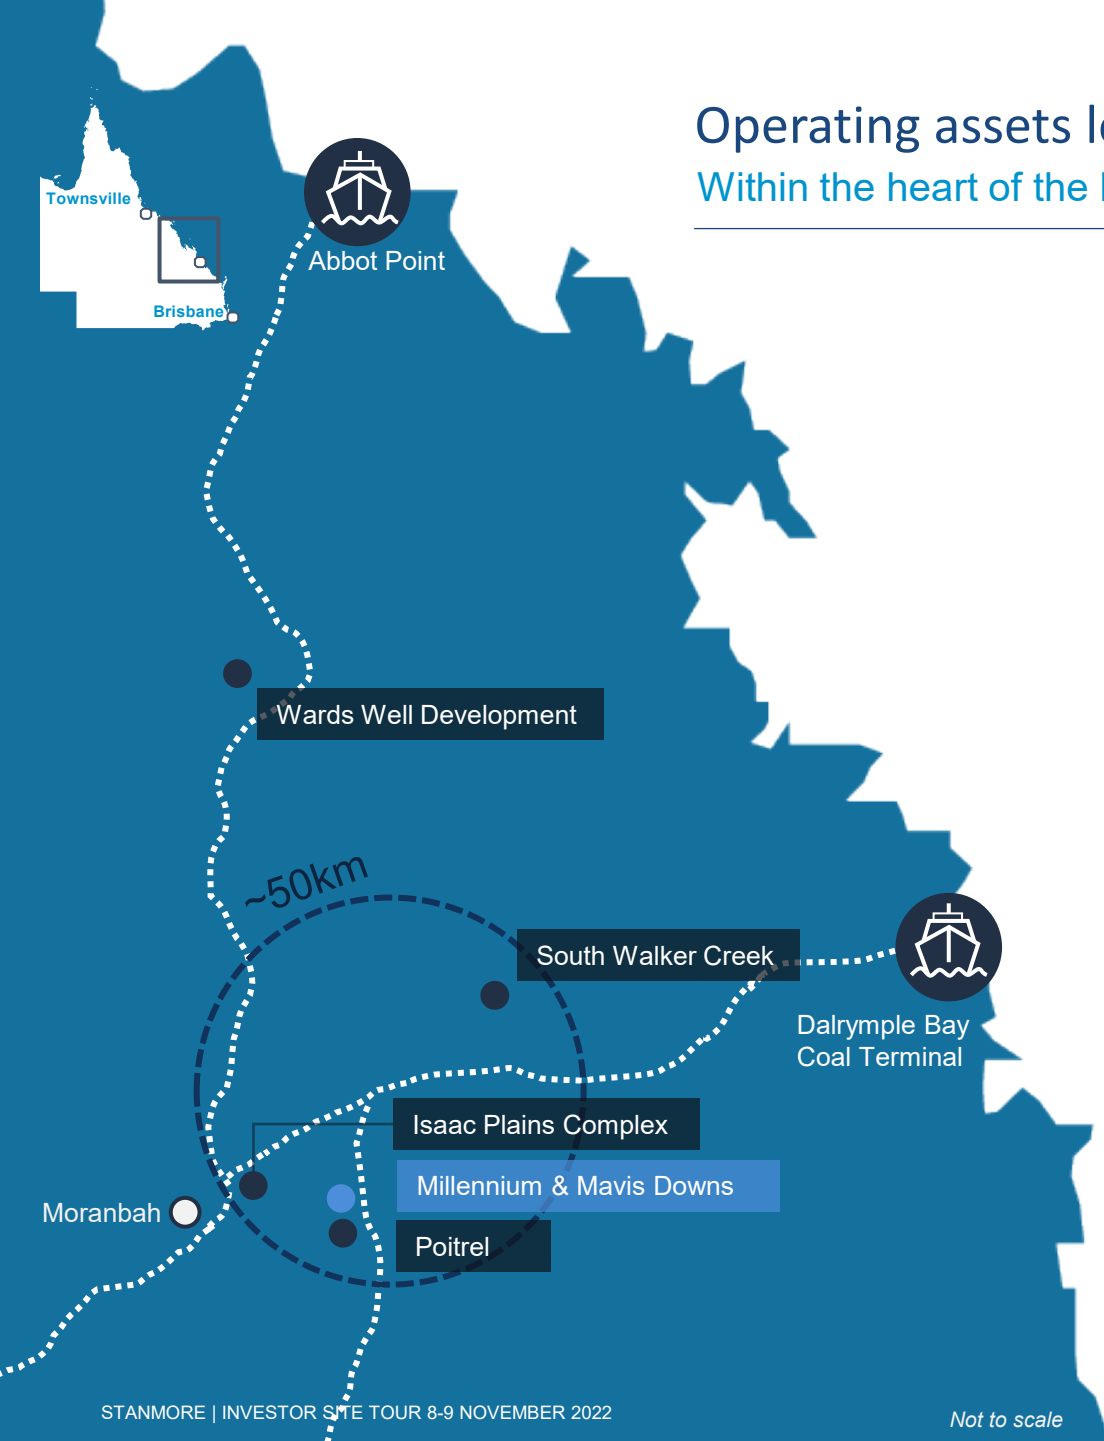 Operating assets
Within the heart of the
Townsville
Brisbane
Abbot Point
Wards Well Development
~50km
South Walker Creek
Dalrymple Bay
Coal Terminal
Isaac Plains Complex
Millennium & Mavis Downs
Moranbah
Poitrel
STANMORE | INVESTOR SITE TOUR 8-9 NOVEMBER 2022
Not to scale